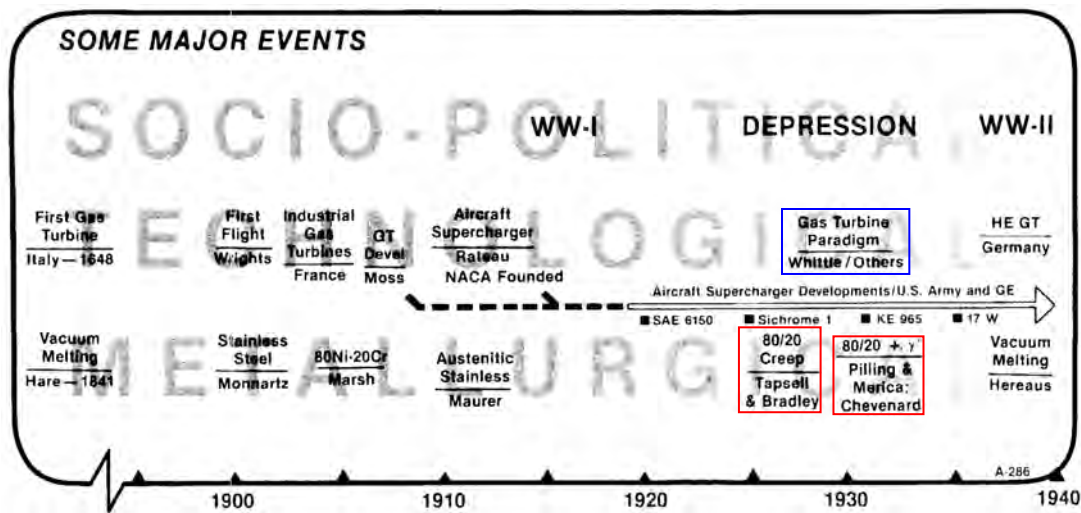 SOME MAJOR EVENTS
SOCIO-POLITICAL
WW-I
DEPRESSION
WW-II
TECHNOLOGICAL
First Gas
Turbine
Italy — 1648
First
Flight
Wrights
Industrial
Gas
Turbines
France
GT
Devel
Moss
Aircraft
Supercharger
Rateau
NACA Founded
Gas Turbine
Paradigm
Whittle/Others
HE GT
Germany
Aircraft Supercharger Developments/U.S. Army and GE
■ SAE 6150 ■ Sichrome 1 ■ KE 965 ■ 17 W
METALLURGICAL
Vacuum
Melting
Hare — 1841
Stainless
Steel
Monnartz
80Ni-20Cr
Marsh
Austenitic
Stainless
Maurer
80/20
Creep
Tapsell
& Bradley
80/20 +, γ'
Pilling &
Merica:
Chevenard
Vacuum
Melting
Hereaus
A-286
1900 1910 1920 1930 1940